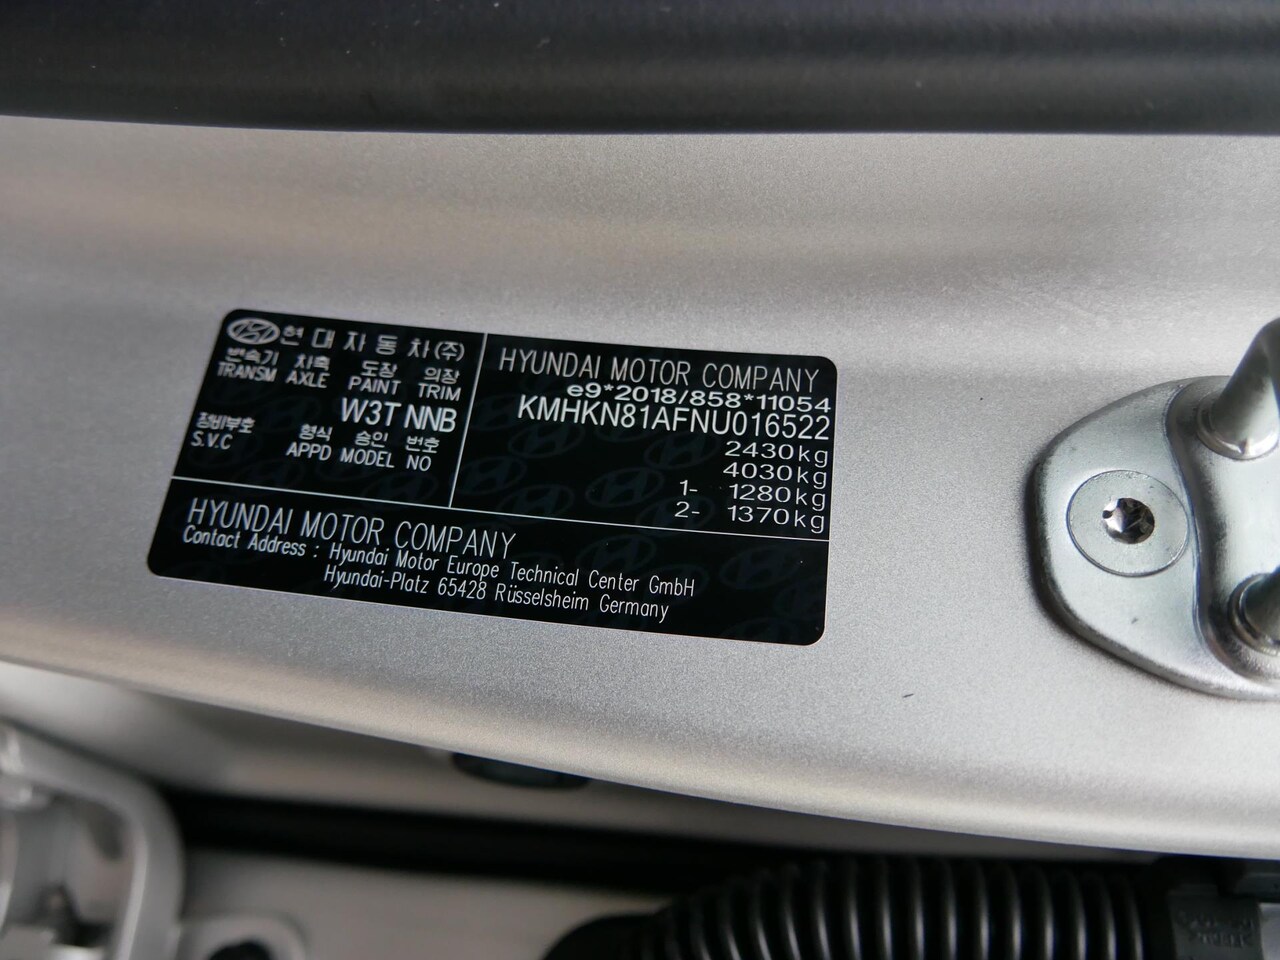 현대자동차(주)
변속기 차축 도장 의장
TRANSM AXLE PAINT TRIM
W3T NNB
장비부호 형식 승인 번호
S.V.C APPD MODEL NO
HYUNDAI MOTOR COMPANY
e9*2018/858*11054
KMHKN81AFNU016522
2430kg
4030kg
1- 1280kg
2- 1370kg
HYUNDAI MOTOR COMPANY
Contact Address : Hyundai Motor Europe Technical Center GmbH
Hyundai-Platz 65428 Rüsselsheim Germany